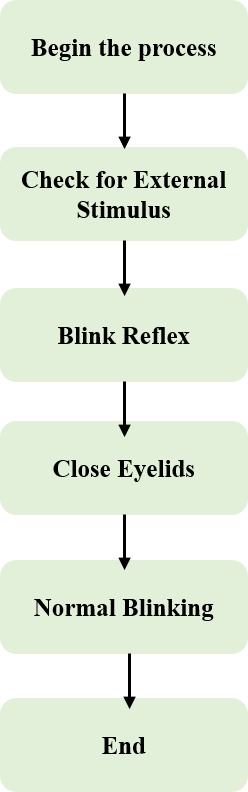 Begin the process
Check for External
Stimulus
Blink Reflex
Close Eyelids
Normal Blinking
End